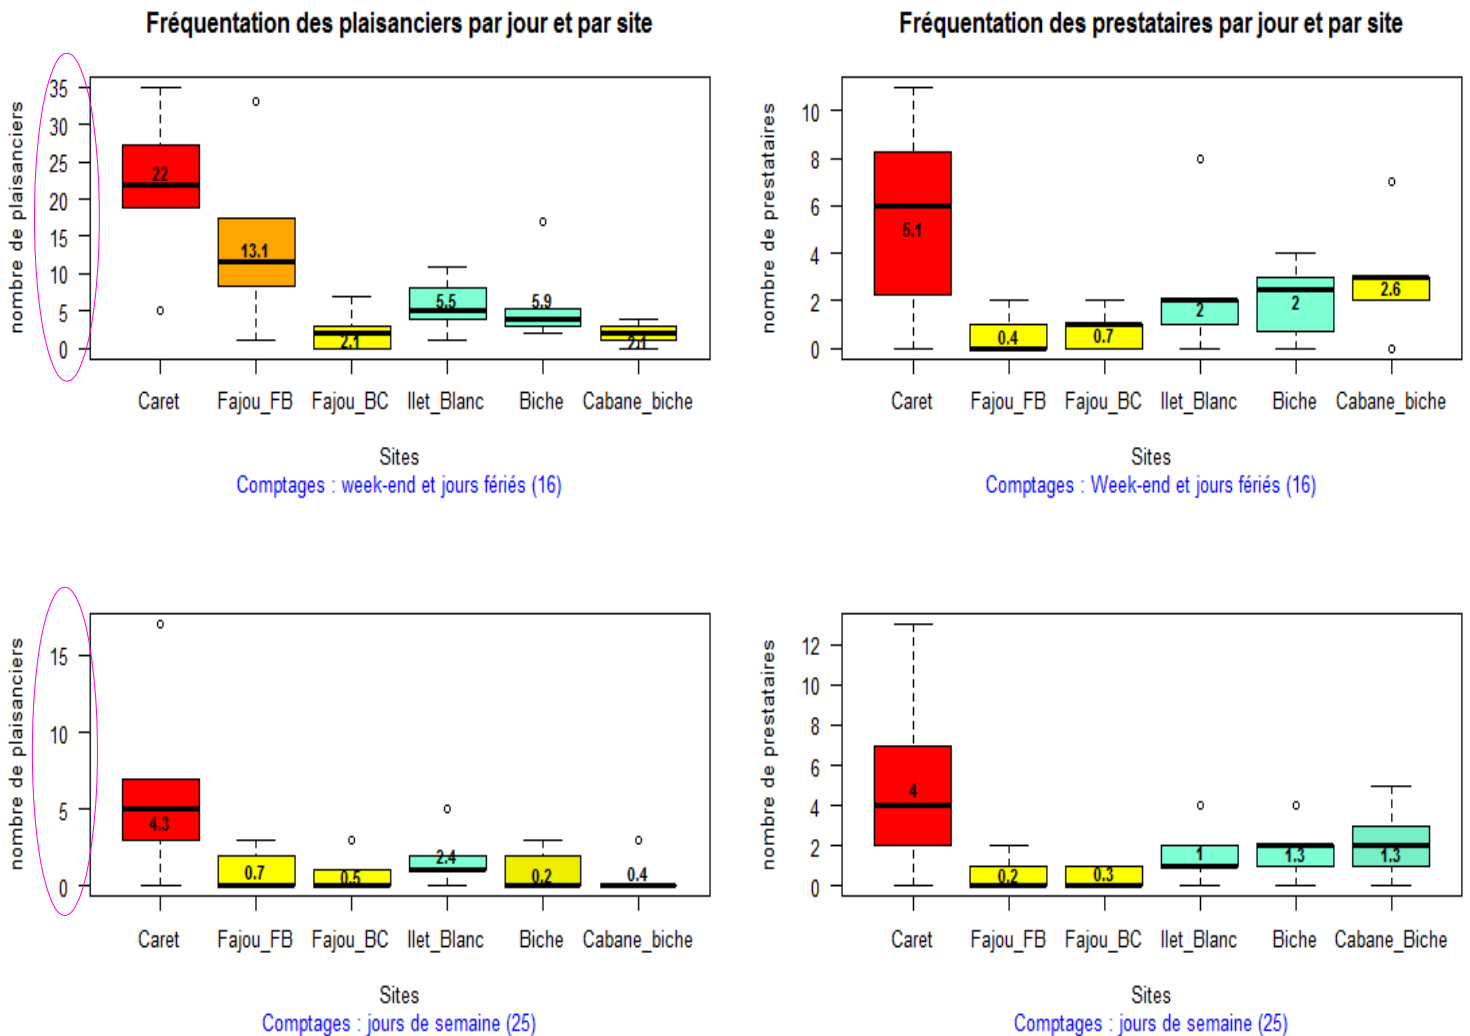 Fréquentation des plaisanciers par jour et par site
nombre de plaisanciers
35
30
25
20
15
10
5
0
22
13.1
2.1
5.5
5.9
2.1
Caret Fajou_FB Fajou_BC Ilet_Blanc Biche Cabane_biche
Sites
Comptages : week-end et jours fériés (16)
Fréquentation des prestataires par jour et par site
nombre de prestataires
10
8
6
4
2
0
5.1
0.4
0.7
2
2
2.6
Caret Fajou_FB Fajou_BC Ilet_Blanc Biche Cabane_biche
Sites
Comptages : Week-end et jours fériés (16)
nombre de plaisanciers
15
10
5
0
4.3
0.7
0.5
2.4
0.2
0.4
Caret Fajou_FB Fajou_BC Ilet_Blanc Biche Cabane_biche
Sites
Comptages : jours de semaine (25)
nombre de prestataires
12
10
8
6
4
2
0
4
0.2
0.3
1
1.3
1.3
Caret Fajou_FB Fajou_BC Ilet_Blanc Biche Cabane_Biche
Sites
Comptages : jours de semaine (25)